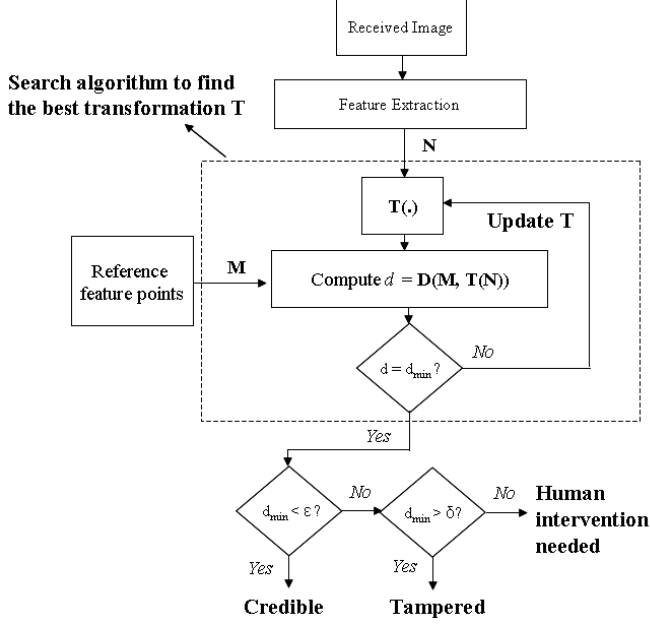 Received Image
Search algorithm to find
the best transformation T
Feature Extraction
N
T(.)
Update T
Reference
feature points
M
Compute d = D(M, T(N))
d = dmin?
No
Yes
dmin < ε?
No
dmin > δ?
No
Human
intervention
needed
Yes
Yes
Credible
Tampered